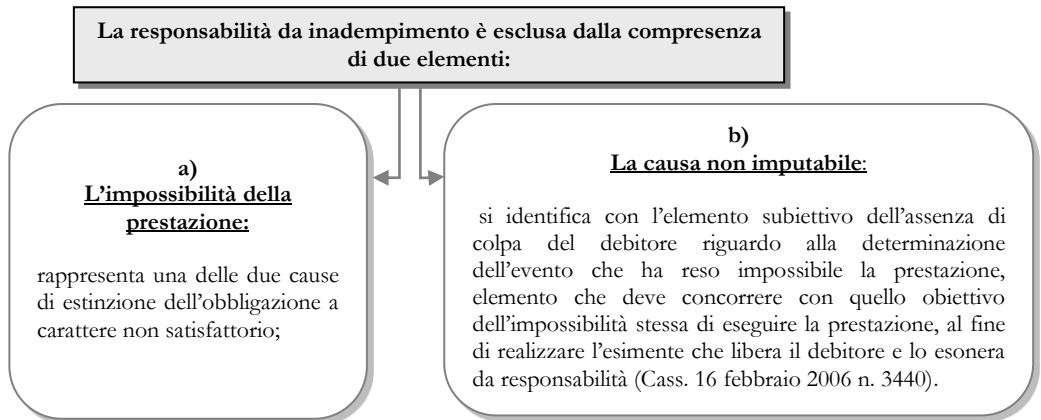 La responsabilità da inadempimento è esclusa dalla compresenza
di due elementi:
a)
L’impossibilità della
prestazione:
rappresenta una delle due cause
di estinzione dell’obbligazione a
carattere non satisfattorio;
b)
La causa non imputabile:
si identifica con l’elemento subiettivo dell’assenza di
colpa del debitore riguardo alla determinazione
dell’evento che ha reso impossibile la prestazione,
elemento che deve concorrere con quello obiettivo
dell’impossibilità stessa di eseguire la prestazione, al fine
di realizzare l’esimente che libera il debitore e lo esonera
da responsabilità (Cass. 16 febbraio 2006 n. 3440).